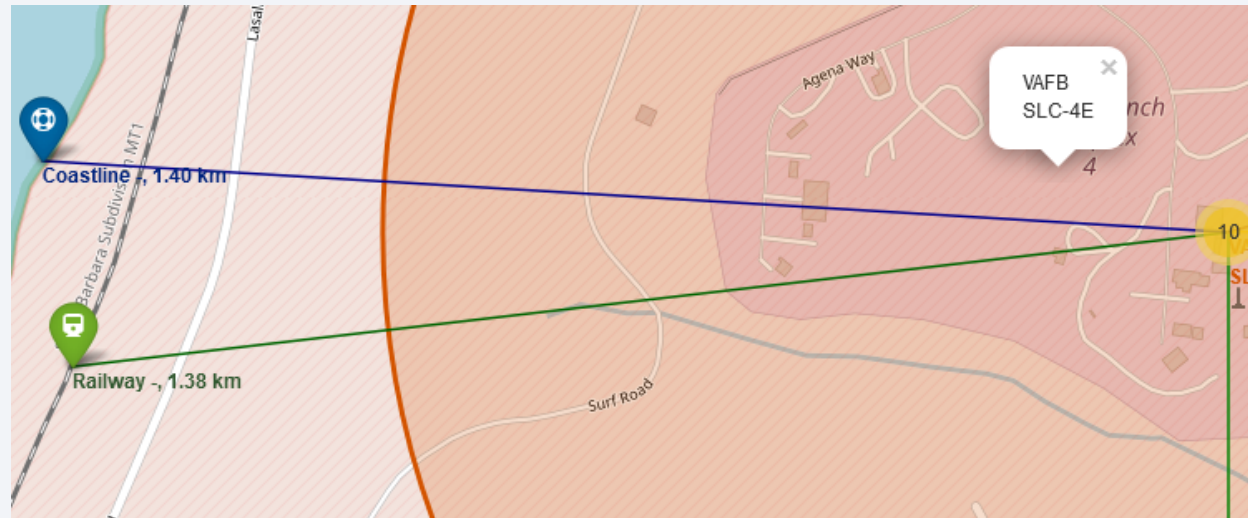 Lasal
Agena Way
VAFB
SLC-4E
nch
x
4
Barbara Subdivision MT1
Coastline -, 1.40 km
10
SL
Railway -, 1.38 km
Surf Road